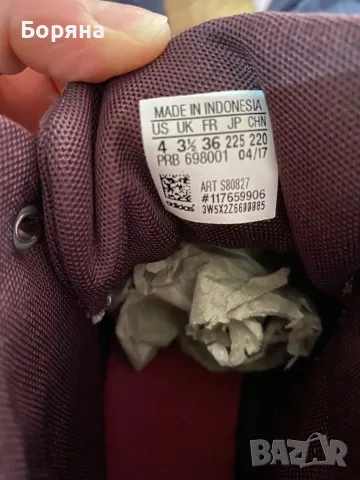 Боряна
MADE IN INDONESIA
US UK FR JP CHN
4 3½ 36 225 220
PRB 698001 04/17
ART S80827
#117659906
3W5X2Z6600085
adidas
BAZAR